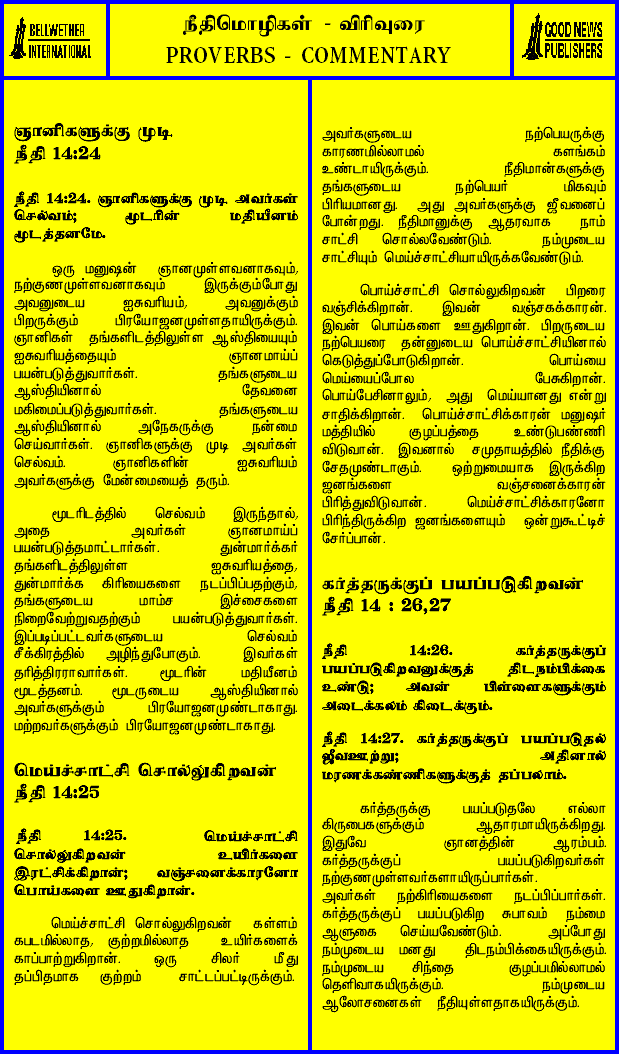 BELLWETHER
INTERNATIONAL
நீதிமொழிகள் - விரிவுரை
PROVERBS - COMMENTARY
GOOD NEWS
PUBLISHERS
ஞானிகளுக்கு முடி
நீதி 14:24
நீதி 14:24. ஞானிகளுக்கு முடி அவர்கள்
செல்வம்; மூடரின் மதியீனம்
மூடத்தனமே.
ஒரு மனுஷன் ஞானமுள்ளவனாகவும்,
நற்குணமுள்ளவனாகவும் இருக்கும்போது
அவனுடைய ஐசுவரியம், அவனுக்கும்
பிறருக்கும் பிரயோஜனமுள்ளதாயிருக்கும்.
ஞானிகள் தங்களிடத்திலுள்ள ஆஸ்தியையும்
ஐசுவரியத்தையும் ஞானமாய்ப்
பயன்படுத்துவார்கள். தங்களுடைய
ஆஸ்தியினால் தேவனை
மகிமைப்படுத்துவார்கள். தங்களுடைய
ஆஸ்தியினால் அநேகருக்கு நன்மை
செய்வார்கள். ஞானிகளுக்கு முடி அவர்கள்
செல்வம். ஞானிகளின் ஐசுவரியம்
அவர்களுக்கு மேன்மையைத் தரும்.
மூடரிடத்தில் செல்வம் இருந்தால்,
அதை அவர்கள் ஞானமாய்ப்
பயன்படுத்தமாட்டார்கள். துன்மார்க்கர்
தங்களிடத்திலுள்ள ஐசுவரியத்தை,
துன்மார்க்க கிரியைகளை நடப்பிப்பதற்கும்,
தங்களுடைய மாம்ச இச்சைகளை
நிறைவேற்றுவதற்கும் பயன்படுத்துவார்கள்.
இப்படிப்பட்டவர்களுடைய செல்வம்
சீக்கிரத்தில் அழிந்துபோகும். இவர்கள்
தரித்திரராவார்கள். மூடரின் மதியீனம்
மூடத்தனம். மூடருடைய ஆஸ்தியினால்
அவர்களுக்கும் பிரயோஜனமுண்டாகாது.
மற்றவர்களுக்கும் பிரயோஜனமுண்டாகாது.
மெய்ச்சாட்சி சொல்லுகிறவன்
நீதி 14:25
நீதி 14:25. மெய்ச்சாட்சி
சொல்லுகிறவன் உயிர்களை
இரட்சிக்கிறான்; வஞ்சனைக்காரனோ
பொய்களை ஊதுகிறான்.
மெய்ச்சாட்சி சொல்லுகிறவன் கள்ளம்
கபடமில்லாத, குற்றமில்லாத உயிர்களைக்
காப்பாற்றுகிறான். ஒரு சிலர் மீது
தப்பிதமாக குற்றம் சாட்டப்பட்டிருக்கும்.
அவர்களுடைய நற்பெயருக்கு
காரணமில்லாமல் களங்கம்
உண்டாயிருக்கும். நீதிமான்களுக்கு
தங்களுடைய நற்பெயர் மிகவும்
பிரியமானது. அது அவர்களுக்கு ஜீவனைப்
போன்றது. நீதிமானுக்கு ஆதரவாக நாம்
சாட்சி சொல்லவேண்டும். நம்முடைய
சாட்சியும் மெய்ச்சாட்சியாயிருக்கவேண்டும்.
பொய்ச்சாட்சி சொல்லுகிறவன் பிறரை
வஞ்சிக்கிறான். இவன் வஞ்சகக்காரன்.
இவன் பொய்களை ஊதுகிறான். பிறருடைய
நற்பெயரை தன்னுடைய பொய்ச்சாட்சியினால்
கெடுத்துப்போடுகிறான். பொய்யை
மெய்யைப்போல பேசுகிறான்.
பொய்பேசினாலும், அது மெய்யானது என்று
சாதிக்கிறான். பொய்ச்சாட்சிக்காரன் மனுஷர்
மத்தியில் குழப்பத்தை உண்டுபண்ணி
விடுவான். இவனால் சமுதாயத்தில் நீதிக்கு
சேதமுண்டாகும். ஒற்றுமையாக இருக்கிற
ஜனங்களை வஞ்சனைக்காரன்
பிரித்துவிடுவான். மெய்ச்சாட்சிக்காரனோ
பிரிந்திருக்கிற ஜனங்களையும் ஒன்றுகூட்டிச்
சேர்ப்பான்.
கர்த்தருக்குப் பயப்படுகிறவன்
நீதி 14 : 26,27
நீதி 14:26. கர்த்தருக்குப்
பயப்படுகிறவனுக்குத் திடநம்பிக்கை
உண்டு; அவன் பிள்ளைகளுக்கும்
அடைக்கலம் கிடைக்கும்.
நீதி 14:27. கர்த்தருக்குப் பயப்படுதல்
ஜீவஊற்று; அதினால்
மரணக்கண்ணிகளுக்குத் தப்பலாம்.
கர்த்தருக்கு பயப்படுதலே எல்லா
கிருபைகளுக்கும் ஆதாரமாயிருக்கிறது.
இதுவே ஞானத்தின் ஆரம்பம்.
கர்த்தருக்குப் பயப்படுகிறவர்கள்
நற்குணமுள்ளவர்களாயிருப்பார்கள்.
அவர்கள் நற்கிரியைகளை நடப்பிப்பார்கள்.
கர்த்தருக்குப் பயப்படுகிற சுபாவம் நம்மை
ஆளுகை செய்யவேண்டும். அப்போது
நம்முடைய மனது திடநம்பிக்கையிருக்கும்.
நம்முடைய சிந்தை குழப்பமில்லாமல்
தெளிவாகயிருக்கும். நம்முடைய
ஆலோசனைகள் நீதியுள்ளதாகயிருக்கும்.